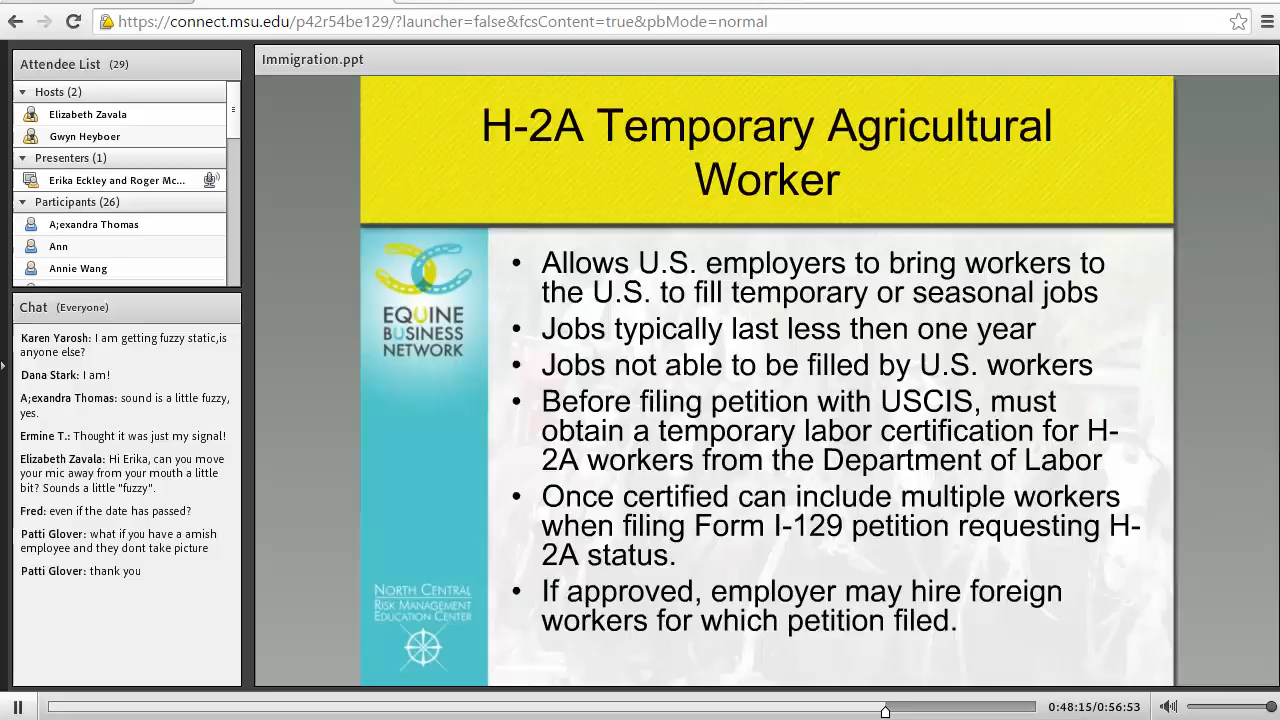 https://connect.msu.edu/p42r54be129/?launcher=false&fcsContent=true&pbMode=normal
Attendee List (29)
Hosts (2)
Elizabeth Zavala
Gwyn Heyboer
Presenters (1)
Erika Eckley and Roger Mc...
Participants (26)
A;exandra Thomas
Ann
Annie Wang
Chat (Everyone)
Karen Yarosh: I am getting fuzzy static,is
anyone else?
Dana Stark: I am!
A;exandra Thomas: sound is a little fuzzy,
yes.
Ermine T.: Thought it was just my signal!
Elizabeth Zavala: Hi Erika, can you move
your mic away from your mouth a little
bit? Sounds a little "fuzzy".
Fred: even if the date has passed?
Patti Glover: what if you have a amish
employee and they dont take picture
Patti Glover: thank you
Immigration.ppt
H-2A Temporary Agricultural
Worker
EQUINE
BUSINESS
NETWORK
• Allows U.S. employers to bring workers to
the U.S. to fill temporary or seasonal jobs
• Jobs typically last less then one year
• Jobs not able to be filled by U.S. workers
• Before filing petition with USCIS, must
obtain a temporary labor certification for H-
2A workers from the Department of Labor
• Once certified can include multiple workers
when filing Form I-129 petition requesting H-
2A status.
• If approved, employer may hire foreign
workers for which petition filed.
NORTH CENTRAL
RISK MANAGEMENT
EDUCATION CENTER
0:48:15/0:56:53